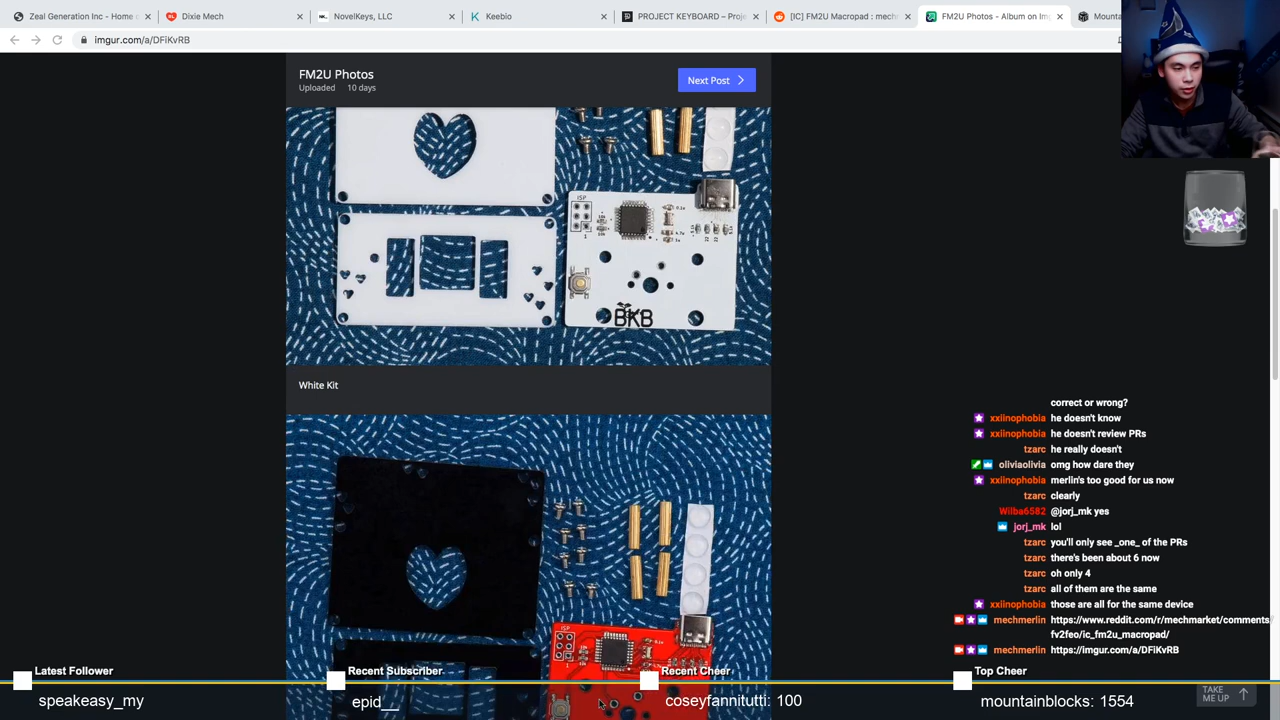 Zeal Generation Inc - Home
Dixie Mech
NovelKeys, LLC
Keebio
PROJECT KEYBOARD – Proje
[IC] FM2U Macropad : mech
FM2U Photos - Album on Im
Mounta
imgur.com/a/DFiKvRB
FM2U Photos
Uploaded 10 days
Next Post
ISP
BKB
White Kit
ISP
correct or wrong?
xxiinophobia he doesn't know
xxiinophobia he doesn't review PRs
tzarc he really doesn't
oliviaolivia omg how dare they
xxiinophobia merlin's too good for us now
tzarc clearly
Wilba6582 @jorj_mk yes
jorj_mk lol
tzarc you'll only see _one_ of the PRs
tzarc there's been about 6 now
tzarc oh only 4
tzarc all of them are the same
xxiinophobia those are all for the same device
mechmerlin https://www.reddit.com/r/mechmarket/comments/
fv2feo/ic_fm2u_macropad/
mechmerlin https://imgur.com/a/DFiKvRB
Latest Follower
speakeasy_my
Recent Subscriber
epid__
Recent Cheer
coseyfannitutti: 100
Top Cheer
mountainblocks: 1554
TAKE
ME UP